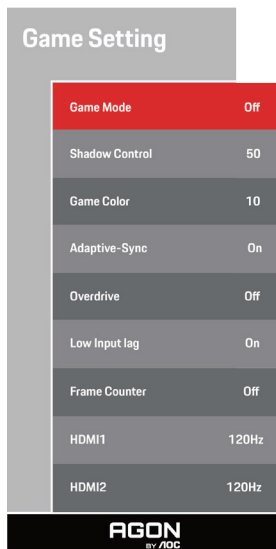 Game Setting
Game Mode Off
Shadow Control 50
Game Color 10
Adaptive-Sync On
Overdrive Off
Low Input lag On
Frame Counter Off
HDMI1 120Hz
HDMI2 120Hz
AGON
BY AOC